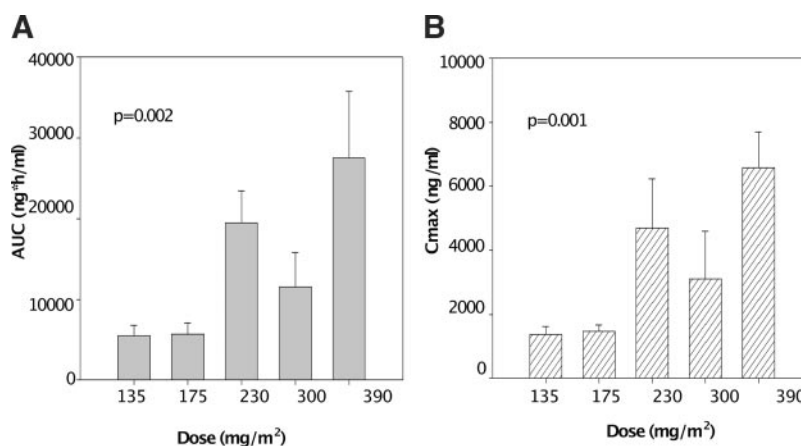 A
40000
30000
20000
10000
0
AUC (ng*h/ml)
p=0.002
135 175 230 300 390
Dose (mg/m²)
B
10000
8000
6000
4000
2000
0
Cmax (ng/ml)
p=0.001
135 175 230 300 390
Dose (mg/m²)